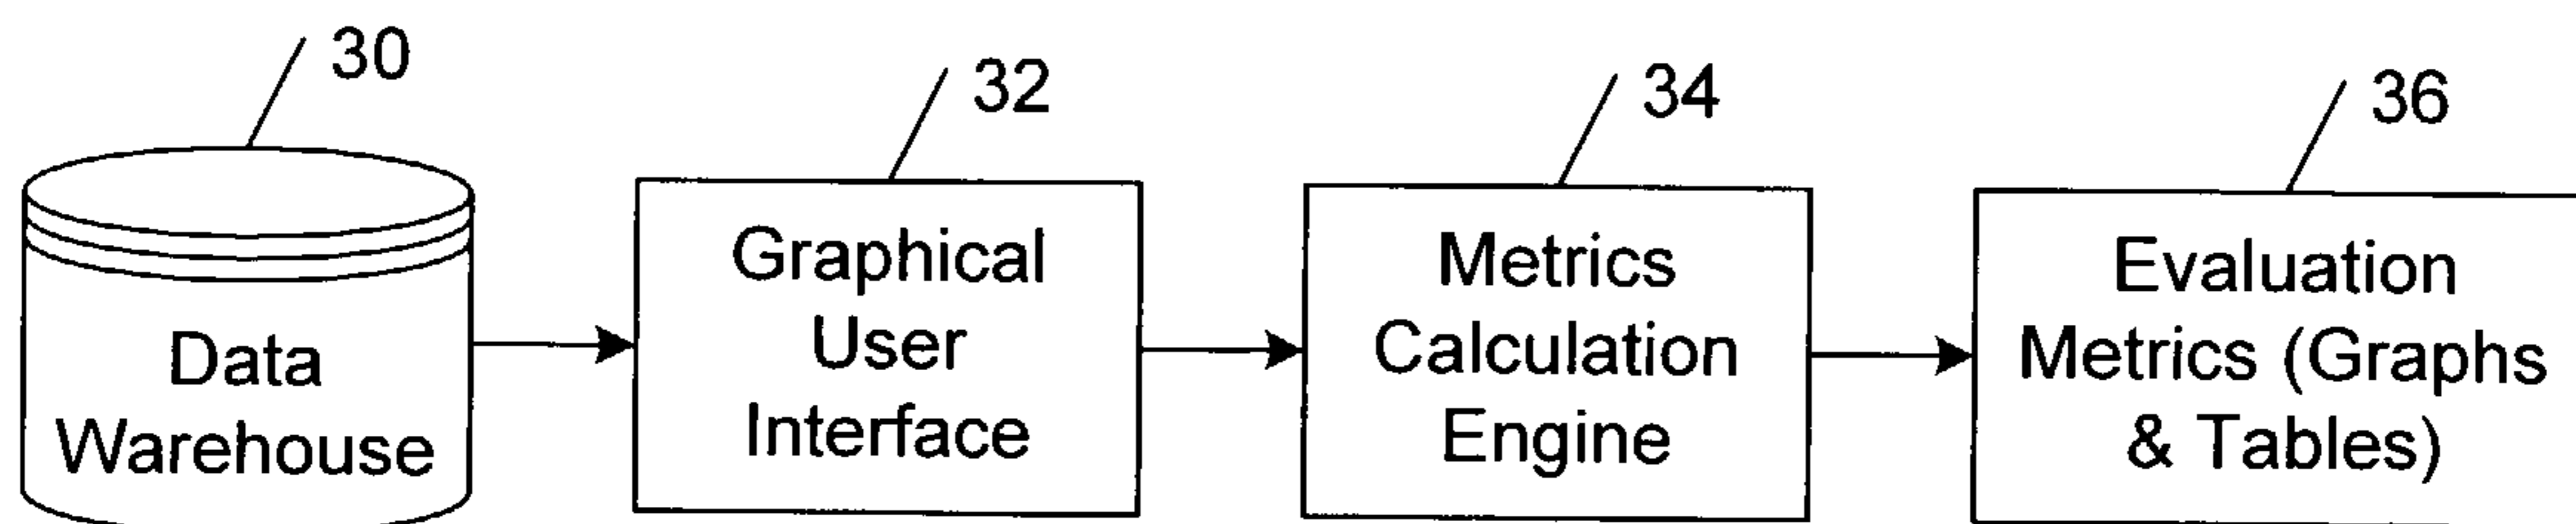 30
32
34
36
Data
Warehouse
Graphical
User
Interface
Metrics
Calculation
Engine
Evaluation
Metrics (Graphs
& Tables)